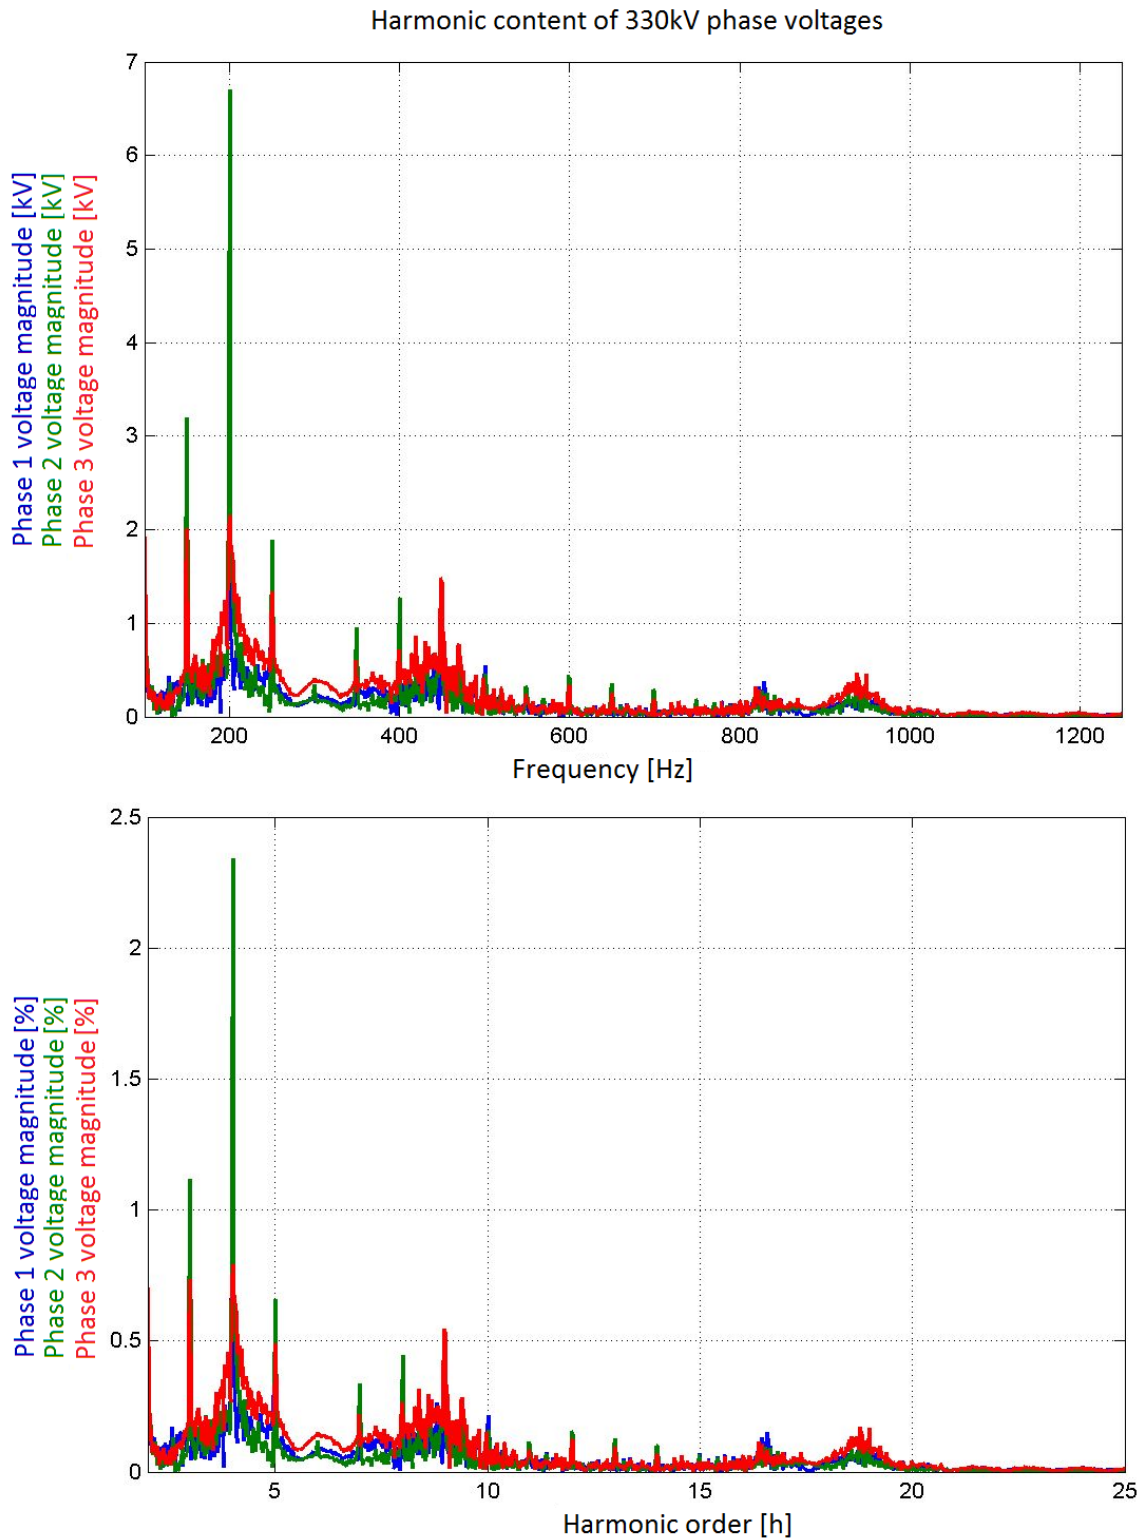 Harmonic content of 330kV phase voltages
Phase 1 voltage magnitude [kV]
Phase 2 voltage magnitude [kV]
Phase 3 voltage magnitude [kV]
7
6
5
4
3
2
1
0
200 400 600 800 1000 1200
Frequency [Hz]
Phase 1 voltage magnitude [%]
Phase 2 voltage magnitude [%]
Phase 3 voltage magnitude [%]
2.5
2
1.5
1
0.5
0
5 10 15 20 25
Harmonic order [h]